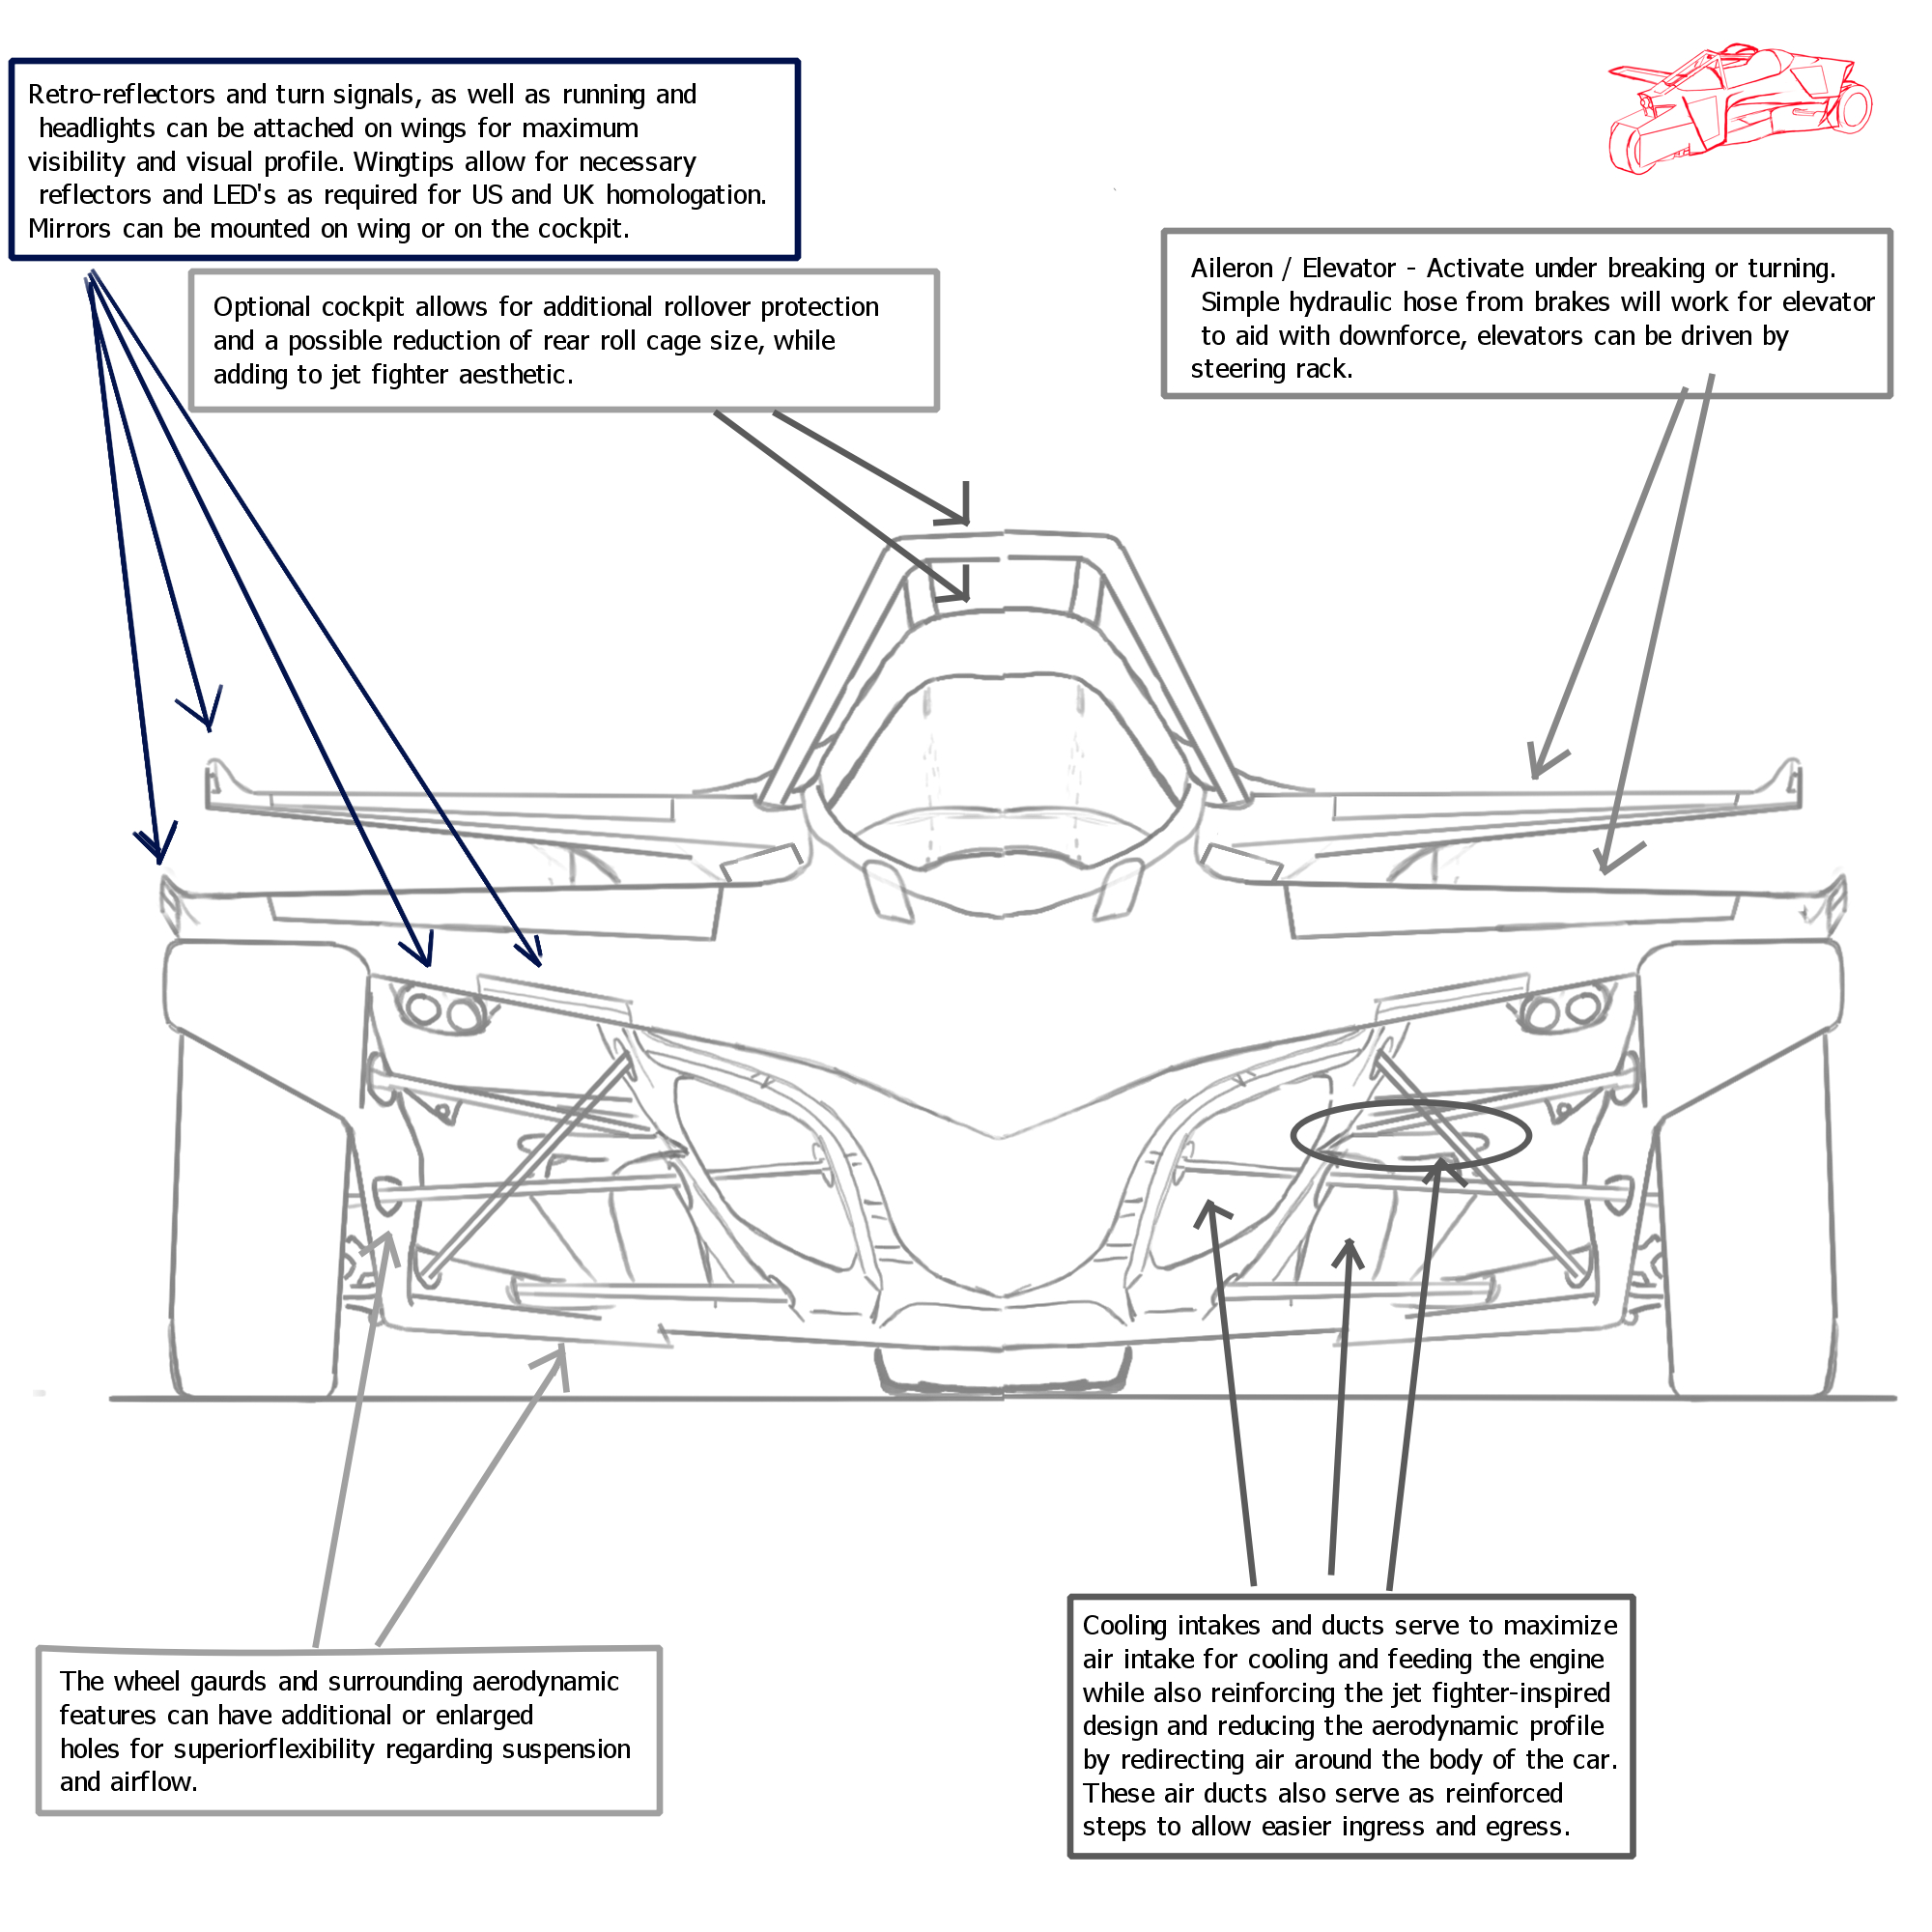 Retro-reflectors and turn signals, as well as running and
headlights can be attached on wings for maximum
visibility and visual profile. Wingtips allow for necessary
reflectors and LED's as required for US and UK homologation.
Mirrors can be mounted on wing or on the cockpit.
Optional cockpit allows for additional rollover protection
and a possible reduction of rear roll cage size, while
adding to jet fighter aesthetic.
Aileron / Elevator - Activate under breaking or turning.
Simple hydraulic hose from brakes will work for elevator
to aid with downforce, elevators can be driven by
steering rack.
The wheel gaurds and surrounding aerodynamic
features can have additional or enlarged
holes for superiorflexibility regarding suspension
and airflow.
Cooling intakes and ducts serve to maximize
air intake for cooling and feeding the engine
while also reinforcing the jet fighter-inspired
design and reducing the aerodynamic profile
by redirecting air around the body of the car.
These air ducts also serve as reinforced
steps to allow easier ingress and egress.